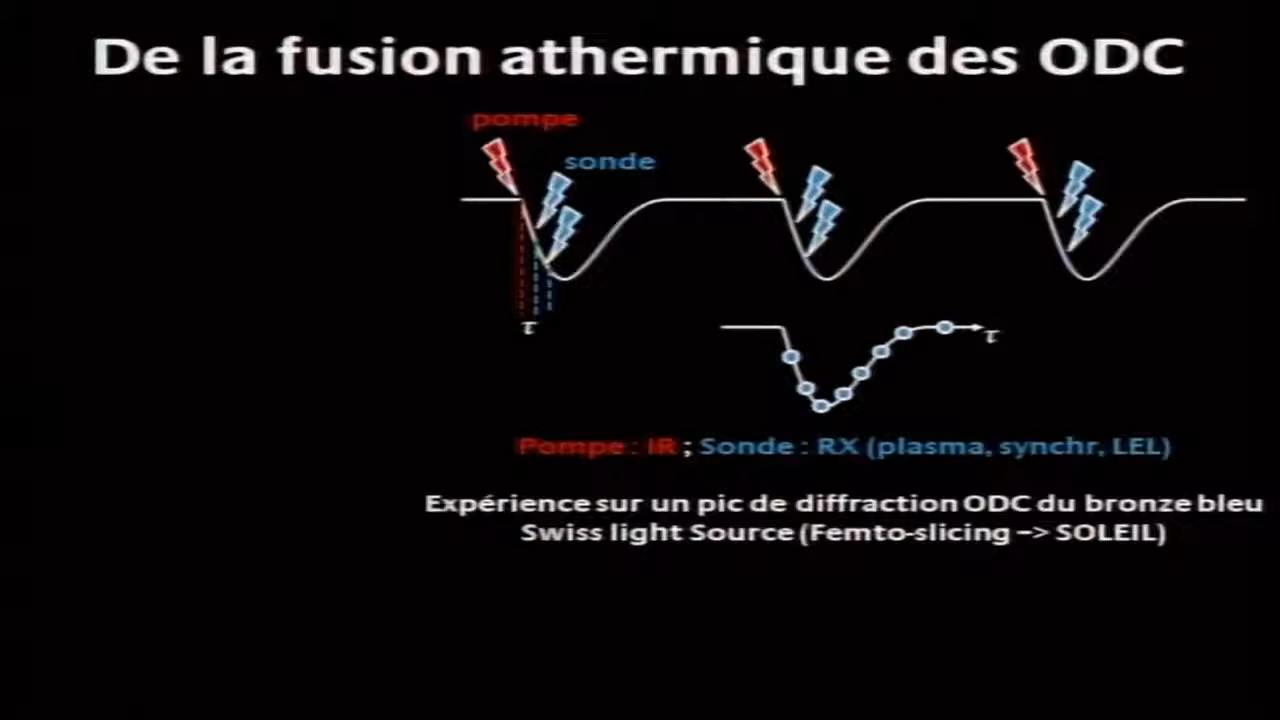 De la fusion athermique des ODC
pompe
sonde
τ
τ
Pompe : IR ; Sonde : RX (plasma, synchr, LEL)
Expérience sur un pic de diffraction ODC du bronze bleu
Swiss light Source (Femto-slicing –> SOLEIL)